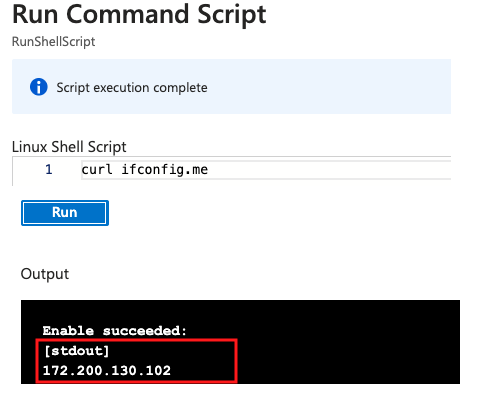 Run Command Script
RunShellScript
Script execution complete
Linux Shell Script
1 curl ifconfig.me
Run
Output
Enable succeeded:
[stdout]
172.200.130.102